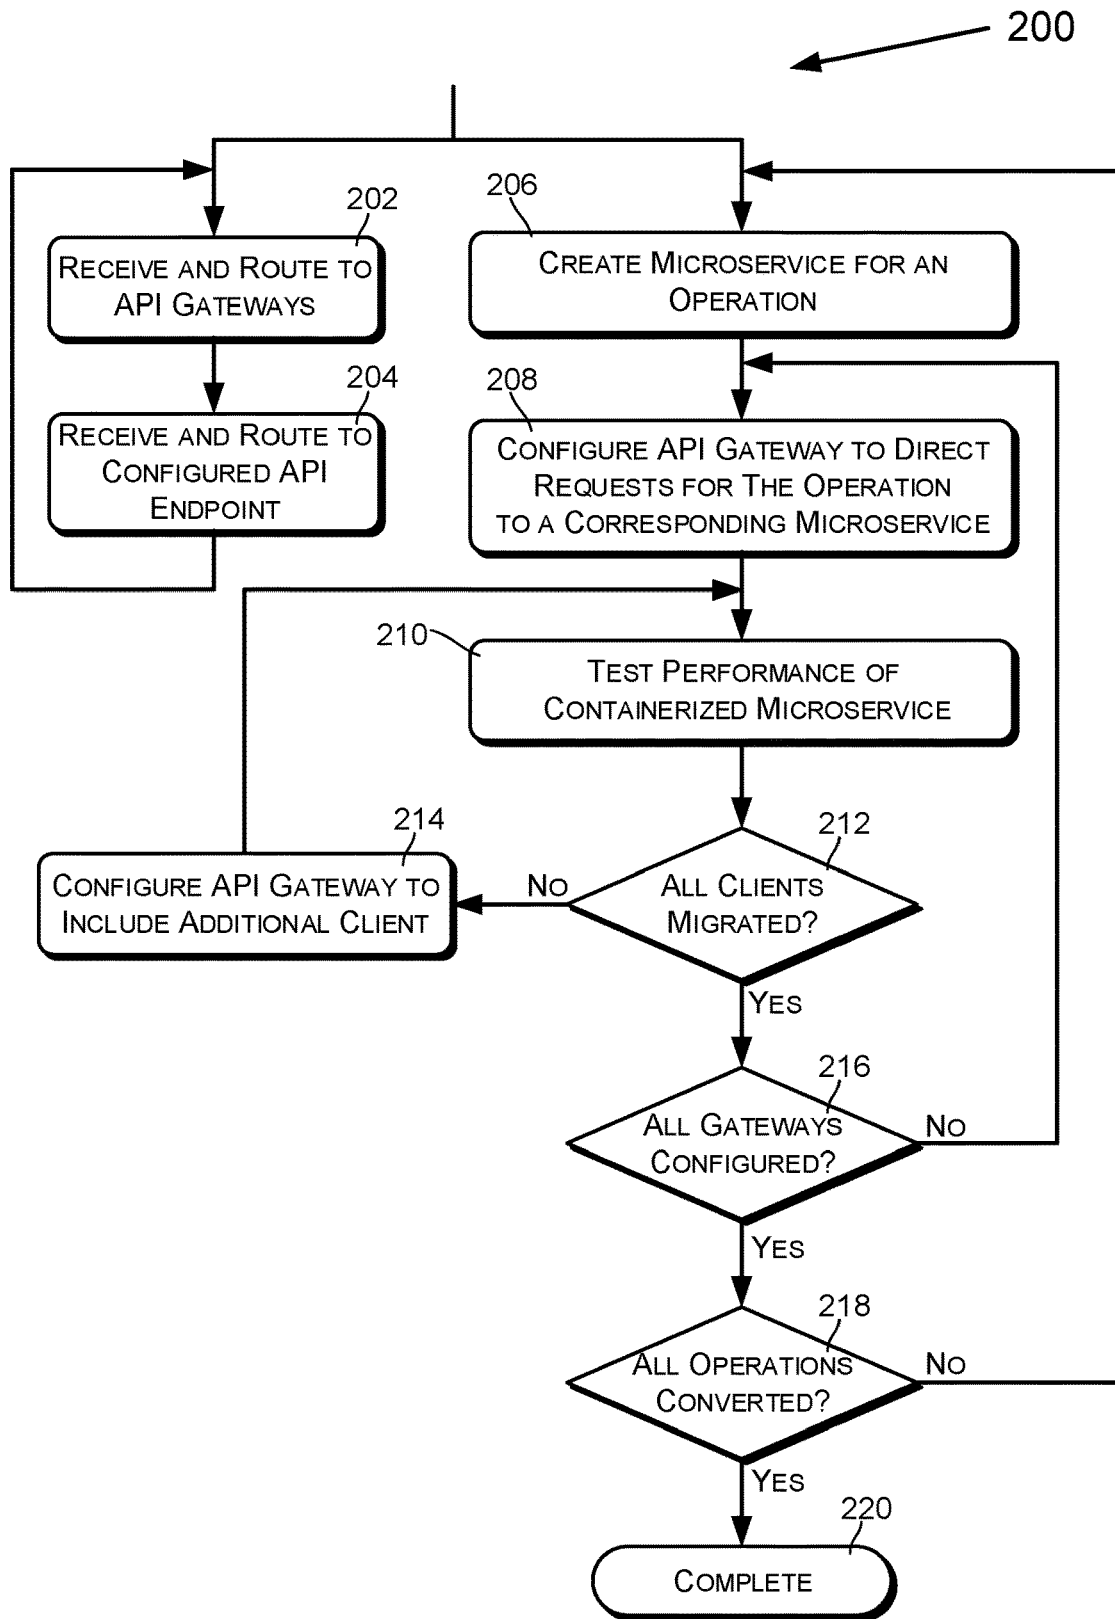 200
202
RECEIVE AND ROUTE TO
API GATEWAYS
204
RECEIVE AND ROUTE TO
CONFIGURED API
ENDPOINT
206
CREATE MICROSERVICE FOR AN
OPERATION
208
CONFIGURE API GATEWAY TO DIRECT
REQUESTS FOR THE OPERATION
TO A CORRESPONDING MICROSERVICE
210
TEST PERFORMANCE OF
CONTAINERIZED MICROSERVICE
212
ALL CLIENTS
MIGRATED?
NO
214
CONFIGURE API GATEWAY TO
INCLUDE ADDITIONAL CLIENT
YES
216
ALL GATEWAYS
CONFIGURED?
NO
YES
218
ALL OPERATIONS
CONVERTED?
NO
YES
220
COMPLETE